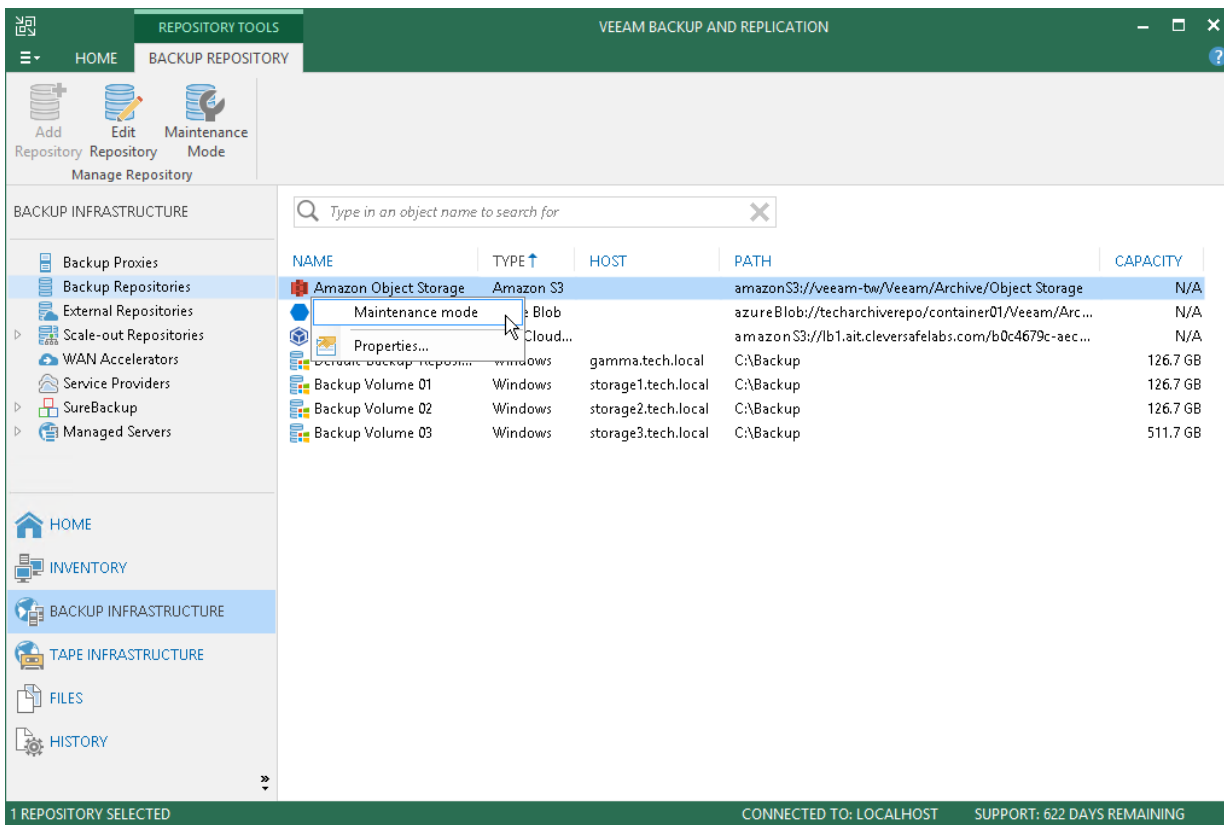 REPOSITORY TOOLS
VEEAM BACKUP AND REPLICATION
HOME BACKUP REPOSITORY
Add Repository
Edit Repository
Maintenance Mode
Manage Repository
BACKUP INFRASTRUCTURE
Backup Proxies
Backup Repositories
External Repositories
Scale-out Repositories
WAN Accelerators
Service Providers
SureBackup
Managed Servers
HOME
INVENTORY
BACKUP INFRASTRUCTURE
TAPE INFRASTRUCTURE
FILES
HISTORY
Type in an object name to search for
NAME TYPE HOST PATH CAPACITY
Amazon Object Storage Amazon S3 amazonS3://veeam-tw/Veeam/Archive/Object Storage N/A
Maintenance mode
Blob azureBlob://techarchiverepo/container01/Veeam/Arc... N/A
Properties...
Cloud... amazonS3://lb1.ait.cleversafelabs.com/b0c4679c-aec... N/A
Default Backup Reposi... Windows gamma.tech.local C:\Backup 126.7 GB
Backup Volume 01 Windows storage1.tech.local C:\Backup 126.7 GB
Backup Volume 02 Windows storage2.tech.local C:\Backup 126.7 GB
Backup Volume 03 Windows storage3.tech.local C:\Backup 511.7 GB
1 REPOSITORY SELECTED
CONNECTED TO: LOCALHOST
SUPPORT: 622 DAYS REMAINING